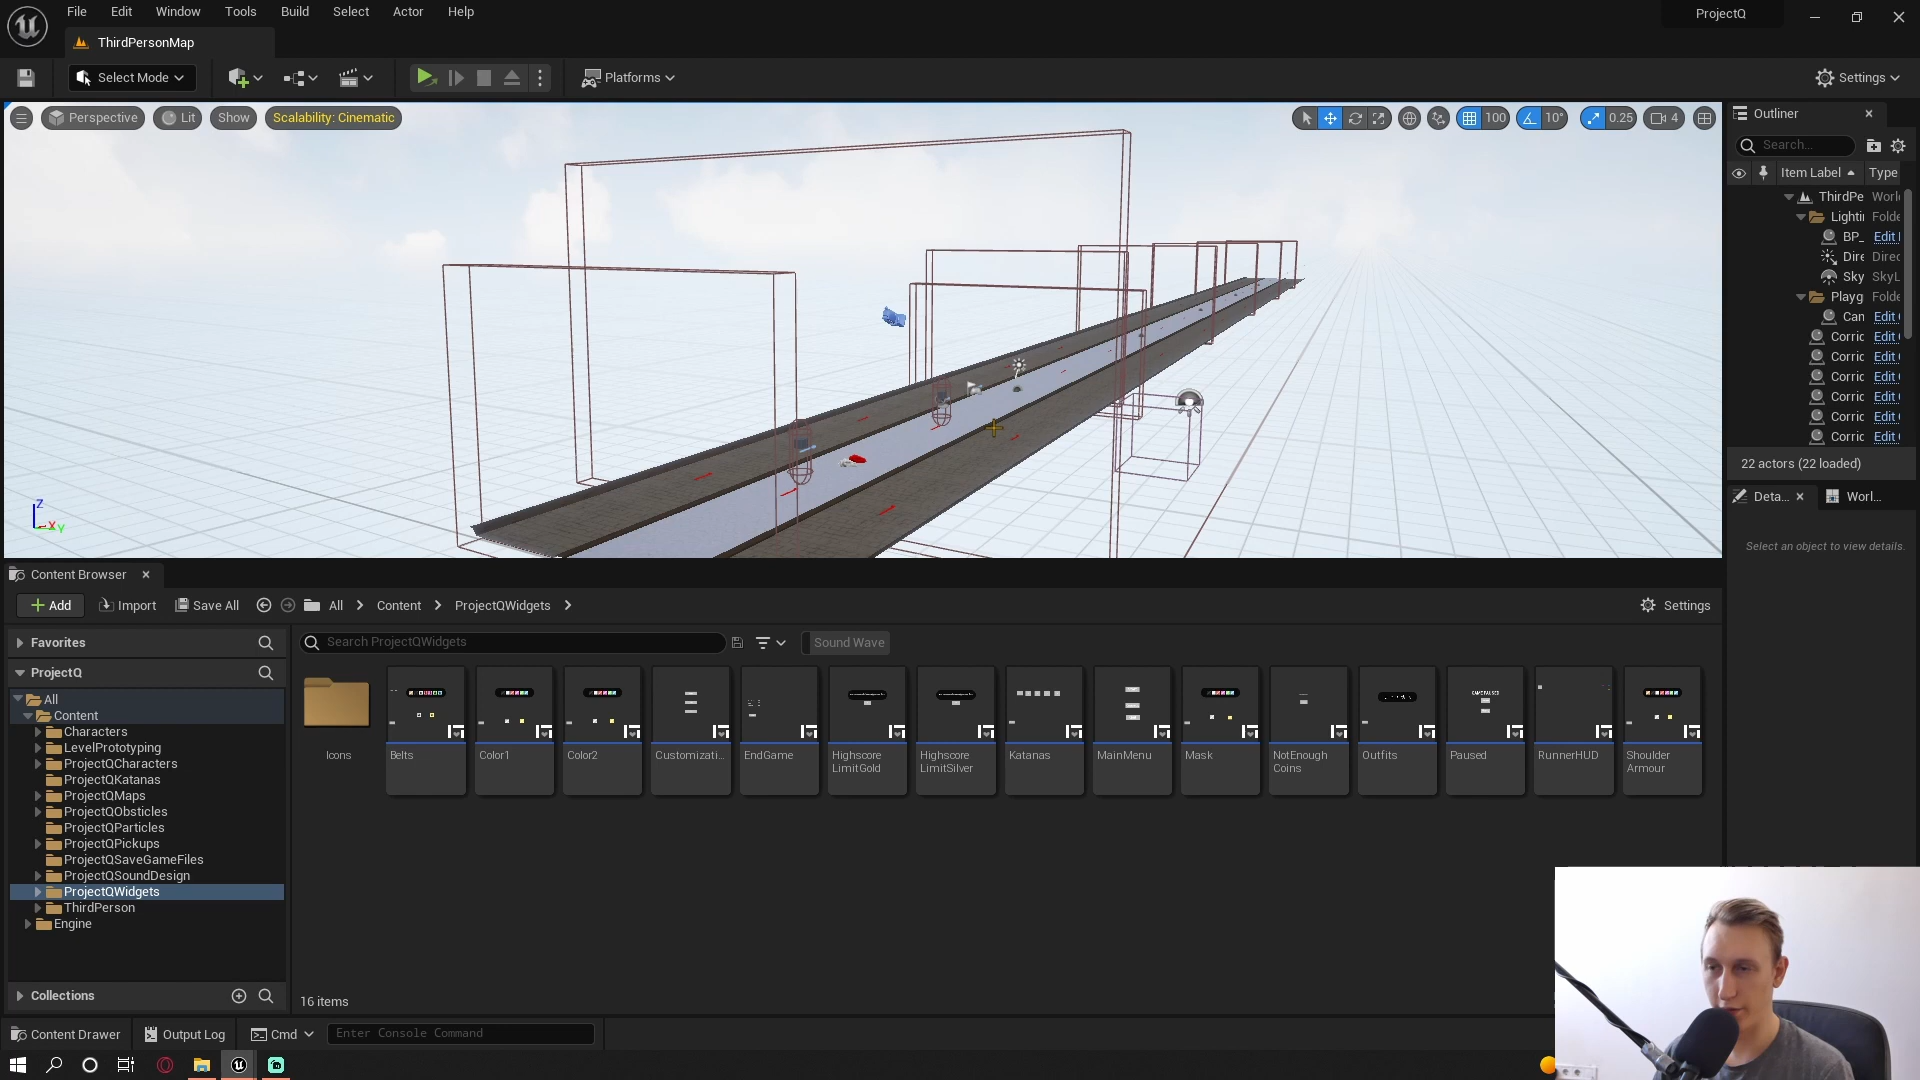 File Edit Window Tools Build Select Actor Help
ProjectQ
ThirdPersonMap
Select Mode
Platforms
Settings
Perspective Lit Show Scalability: Cinematic
100 10° 0.25 4
Outliner
Search...
Item Label Type
ThirdPe Worl
Lighti Folde
BP_ Edit
Dire Direc
Sky SkyL
Playg Folde
Can Edit
Corric Edit
Corric Edit
Corric Edit
Corric Edit
Corric Edit
Corric Edit
22 actors (22 loaded)
Deta... Worl...
Select an object to view details.
Z
X
Y
Content Browser
Add Import Save All All Content ProjectQWidgets Settings
Favorites
Search ProjectQWidgets
Sound Wave
ProjectQ
All
Content
Characters
LevelPrototyping
ProjectQCharacters
ProjectQKatanas
ProjectQMaps
ProjectQObsticles
ProjectQParticles
ProjectQPickups
ProjectQSaveGameFiles
ProjectQSoundDesign
ProjectQWidgets
ThirdPerson
Engine
Collections
GAME PAUSED
Icons
Belts
Color1
Color2
Customizati...
EndGame
Highscore
LimitGold
Highscore
LimitSilver
Katanas
MainMenu
Mask
NotEnough
Coins
Outfits
Paused
RunnerHUD
Shoulder
Armour
16 items
Content Drawer Output Log Cmd Enter Console Command